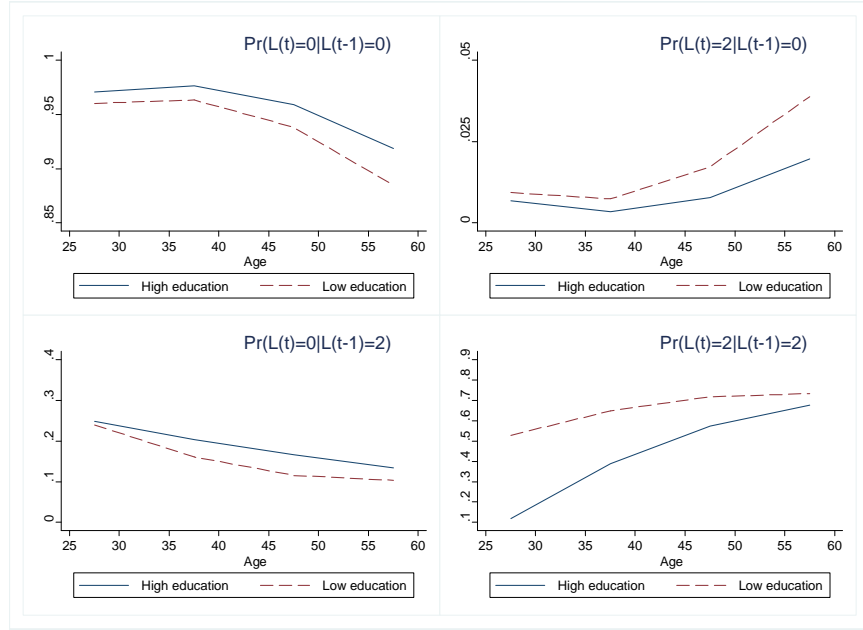 Pr(L(t)=0|L(t-1)=0)
1
.95
.9
.85
25 30 35 40 45 50 55 60
Age
High education Low education
Pr(L(t)=2|L(t-1)=0)
.05
.025
0
25 30 35 40 45 50 55 60
Age
High education Low education
Pr(L(t)=0|L(t-1)=2)
.4
.3
.2
.1
0
25 30 35 40 45 50 55 60
Age
High education Low education
Pr(L(t)=2|L(t-1)=2)
.9
.8
.7
.6
.5
.4
.3
.2
.1
25 30 35 40 45 50 55 60
Age
High education Low education